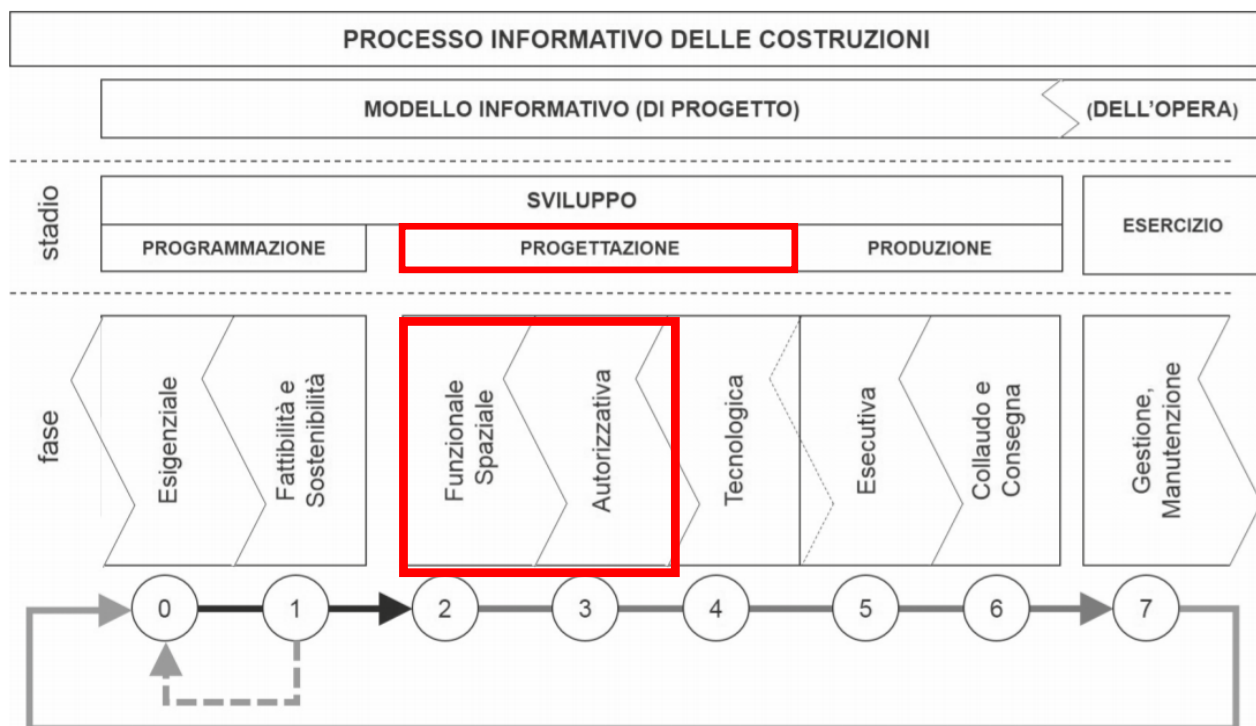 PROCESSO INFORMATIVO DELLE COSTRUZIONI
MODELLO INFORMATIVO (DI PROGETTO)
(DELL'OPERA)
stadio
SVILUPPO
PROGRAMMAZIONE
PROGETTAZIONE
PRODUZIONE
ESERCIZIO
fase
Esigenziale
Fattibilità e
Sostenibilità
Funzionale
Spaziale
Autorizzativa
Tecnologica
Esecutiva
Collaudo e
Consegna
Gestione,
Manutenzione
0
1
2
3
4
5
6
7